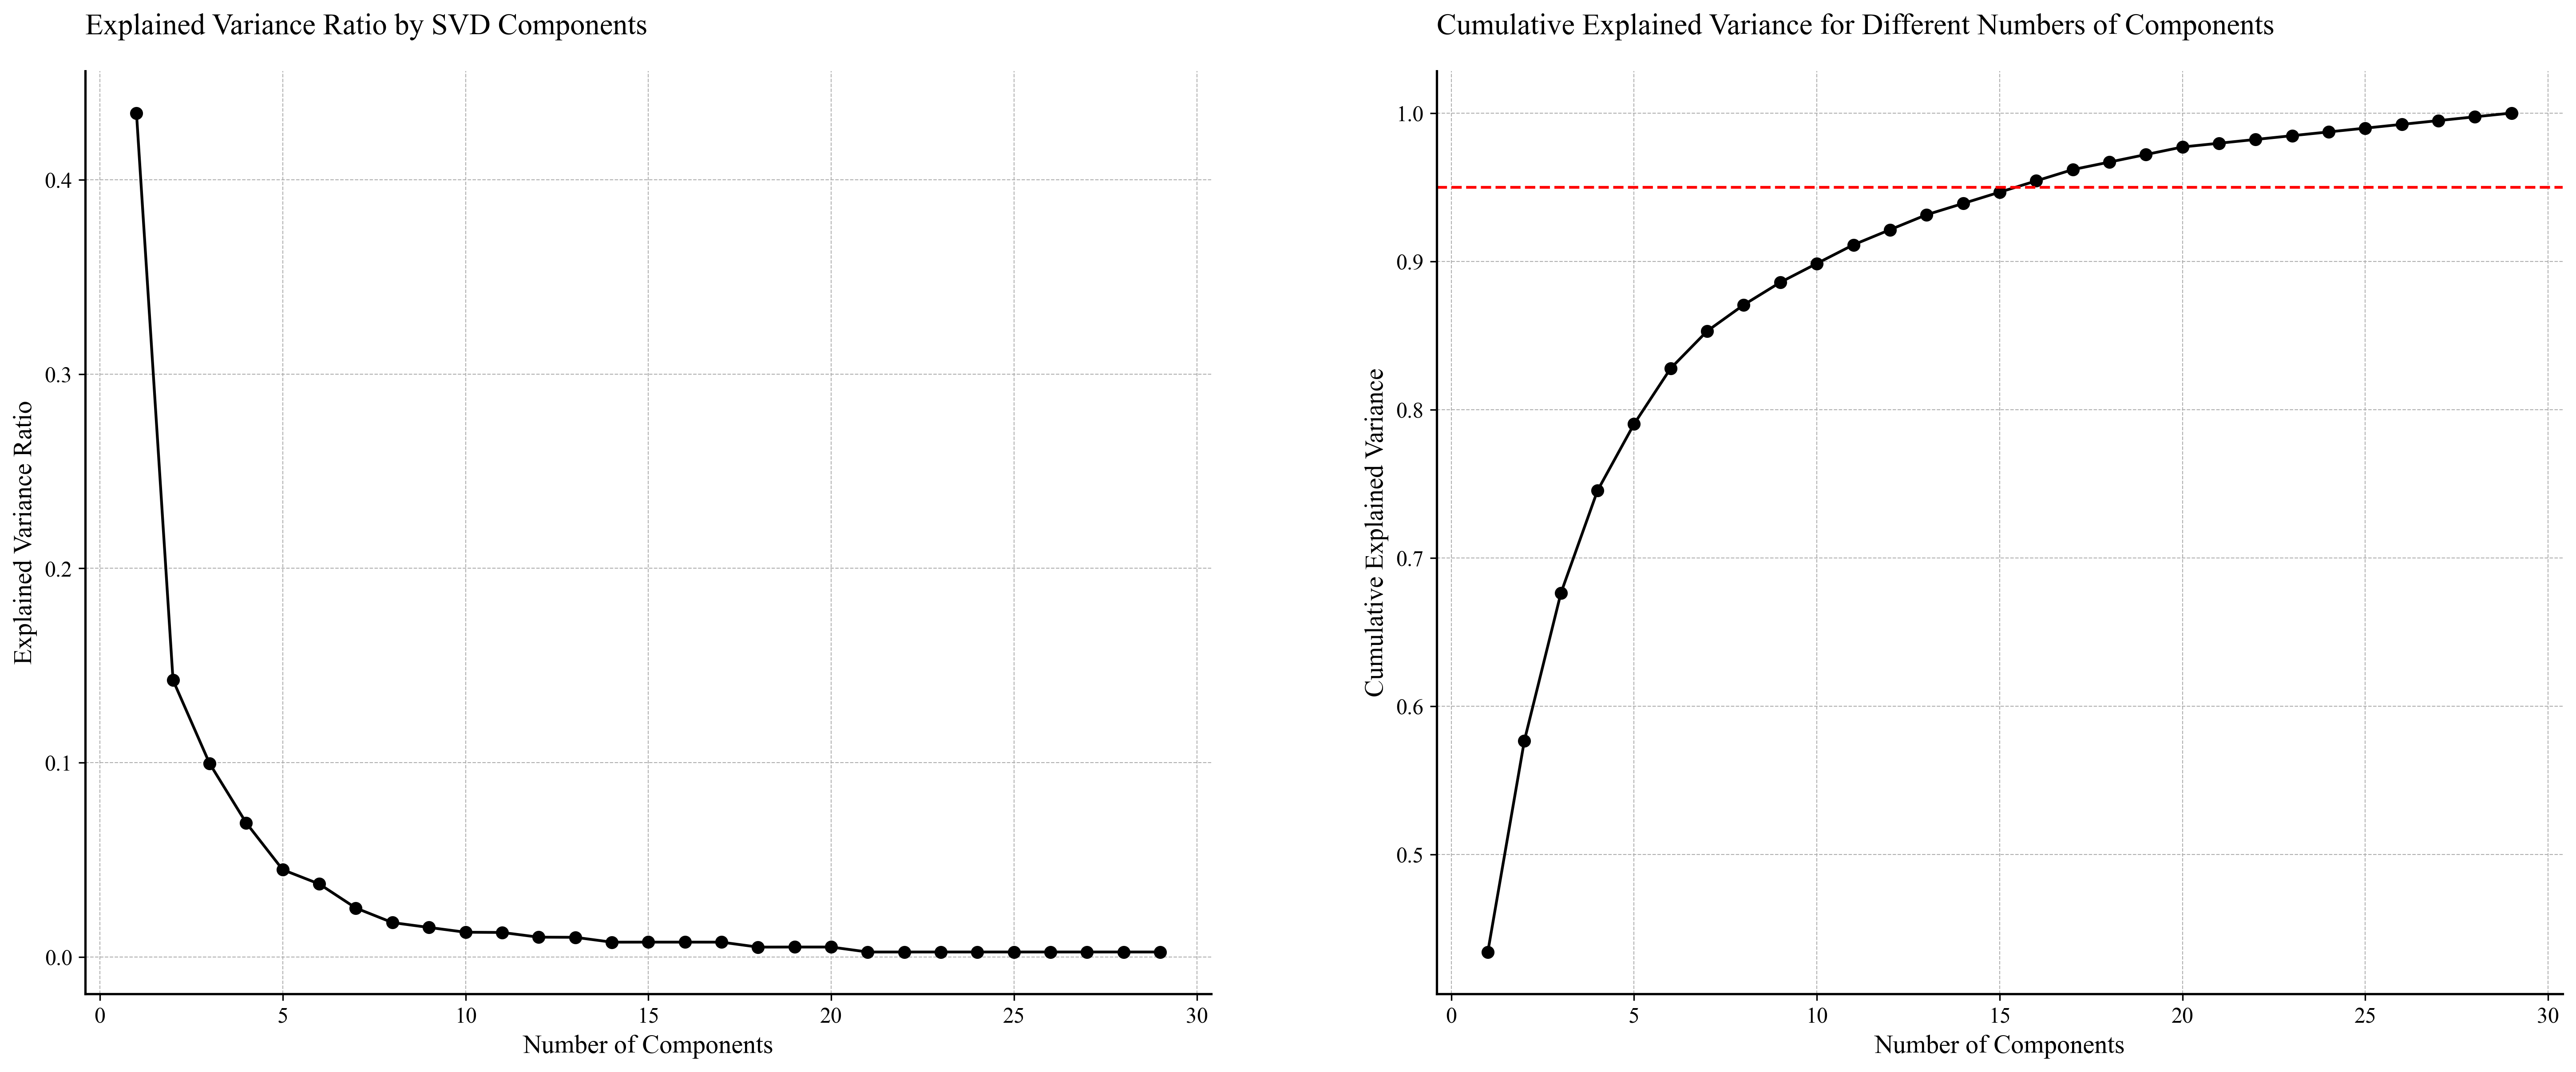 Explained Variance Ratio by SVD Components
Explained Variance Ratio
0.4
0.3
0.2
0.1
0.0
0 5 10 15 20 25 30
Number of Components
Cumulative Explained Variance for Different Numbers of Components
Cumulative Explained Variance
1.0
0.9
0.8
0.7
0.6
0.5
0 5 10 15 20 25 30
Number of Components